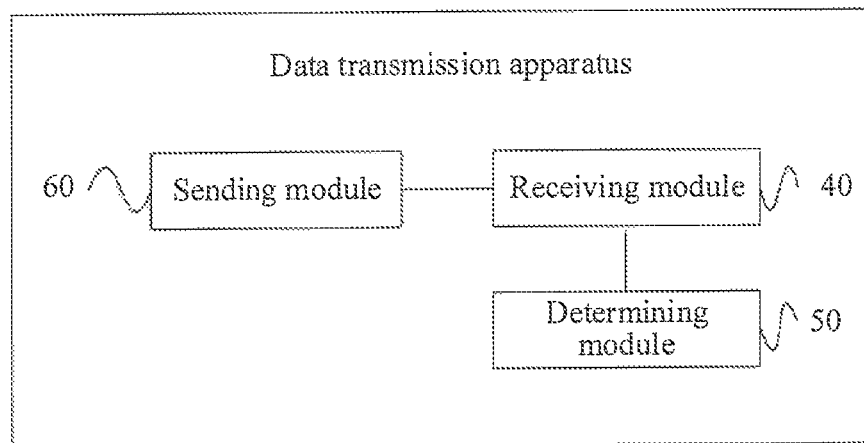 Data transmission apparatus
60
Sending module
Receiving module
40
Determining
module
50